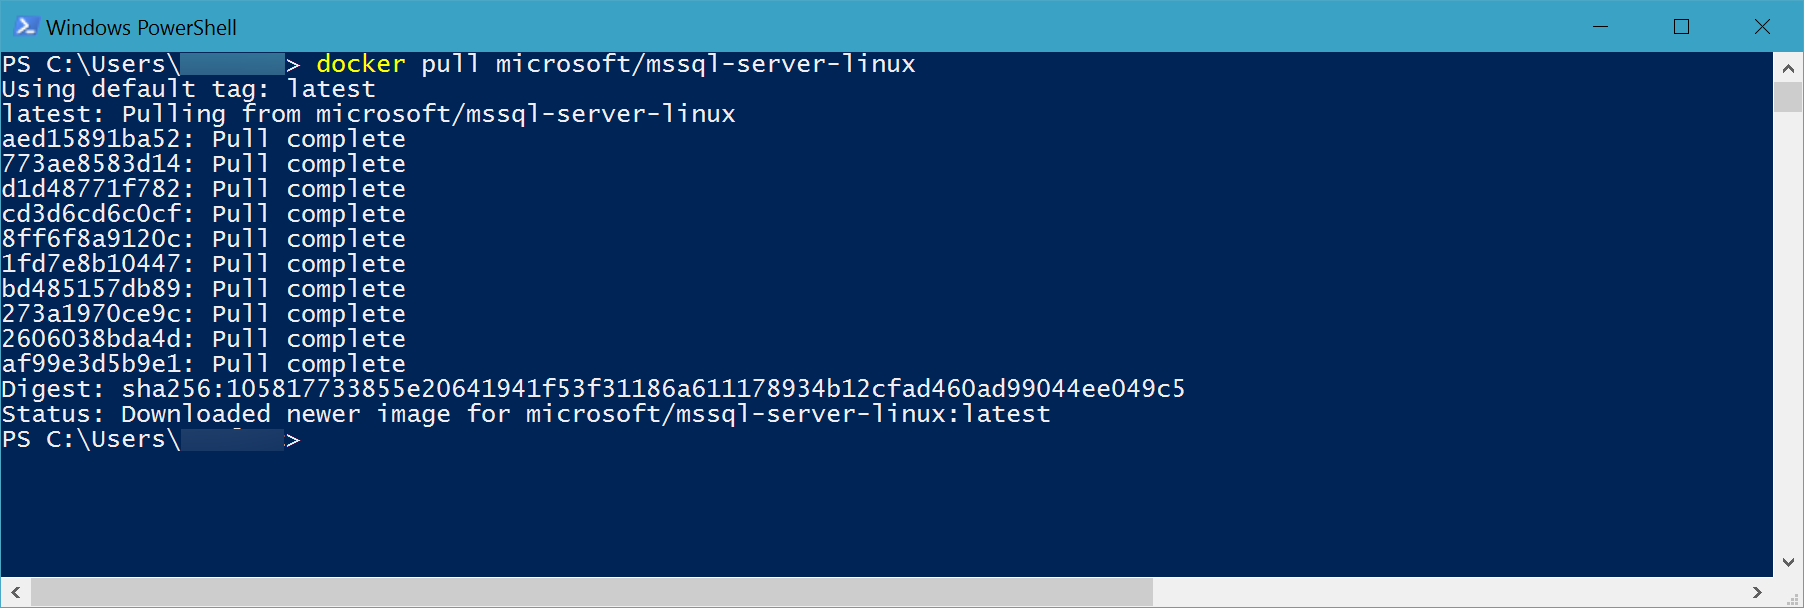 Windows PowerShell
PS C:\Users\> docker pull microsoft/mssql-server-linux
Using default tag: latest
latest: Pulling from microsoft/mssql-server-linux
aed15891ba52: Pull complete
773ae8583d14: Pull complete
d1d48771f782: Pull complete
cd3d6cd6c0cf: Pull complete
8ff6f8a9120c: Pull complete
1fd7e8b10447: Pull complete
bd485157db89: Pull complete
273a1970ce9c: Pull complete
2606038bda4d: Pull complete
af99e3d5b9e1: Pull complete
Digest: sha256:105817733855e20641941f53f31186a611178934b12cfad460ad99044ee049c5
Status: Downloaded newer image for microsoft/mssql-server-linux:latest
PS C:\Users\>